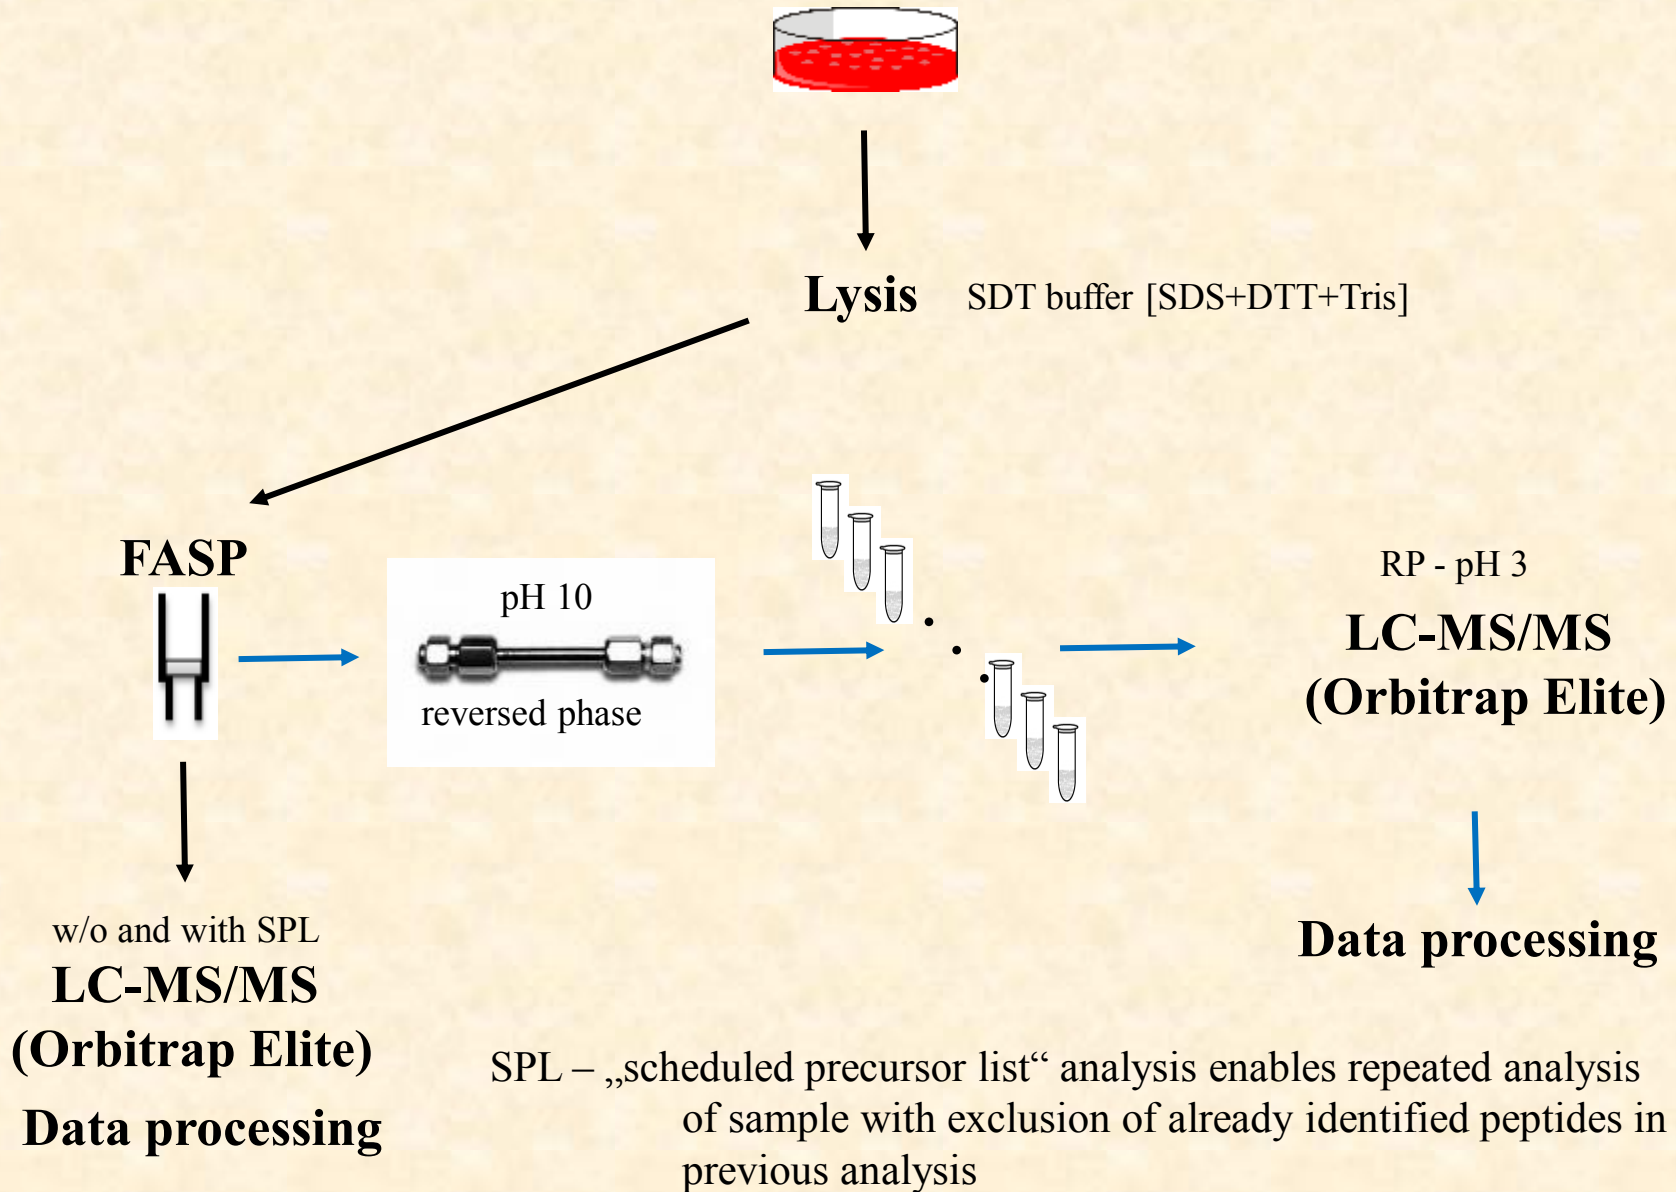 Lysis SDT buffer [SDS+DTT+Tris]
FASP
pH 10
reversed phase
RP - pH 3
LC-MS/MS
(Orbitrap Elite)
Data processing
w/o and with SPL
LC-MS/MS
(Orbitrap Elite)
Data processing
SPL – „scheduled precursor list“ analysis enables repeated analysis
of sample with exclusion of already identified peptides in
previous analysis